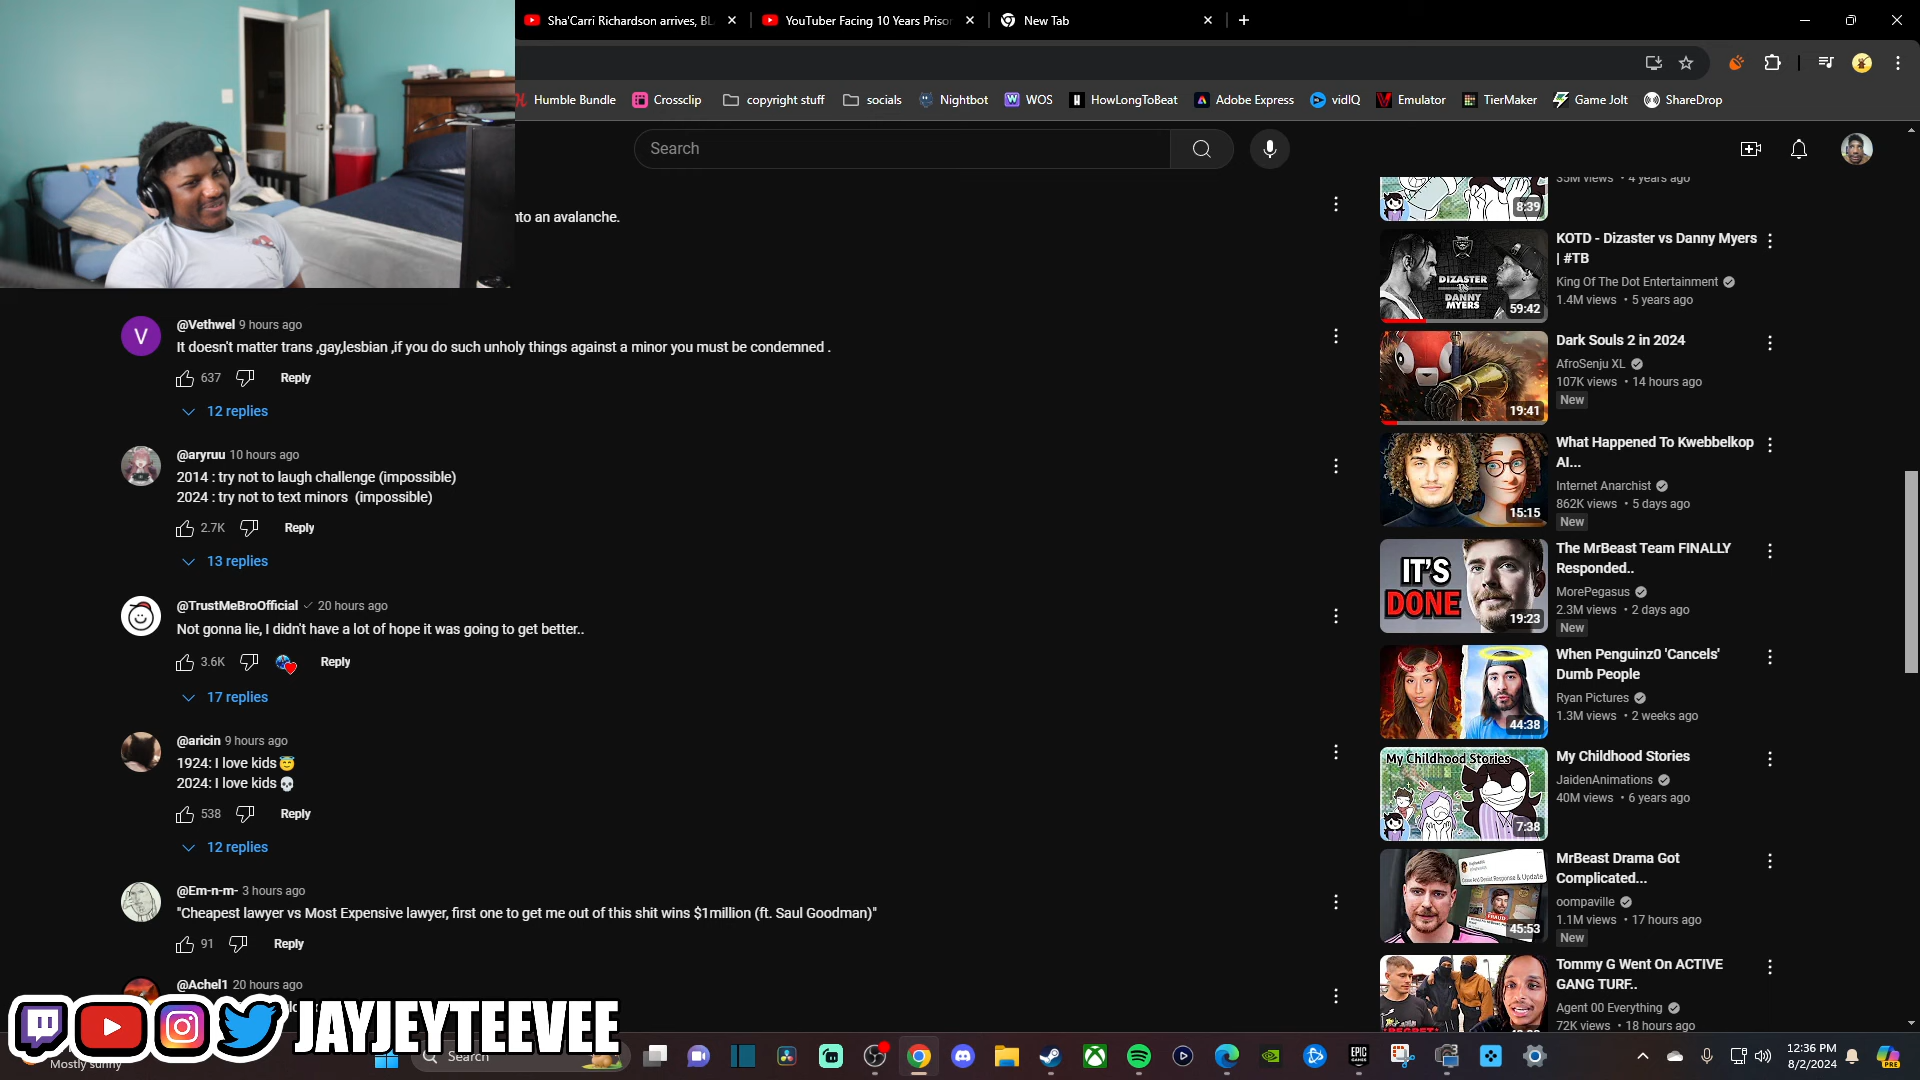 Sha'Carri Richardson arrives, BL
YouTuber Facing 10 Years Prison
New Tab
Humble Bundle
Crossclip
copyright stuff
socials
Nightbot
WOS
HowLongToBeat
Adobe Express
vidIQ
Emulator
TierMaker
Game Jolt
ShareDrop
Search
nto an avalanche.
@Vethwel 9 hours ago
It doesn't matter trans ,gay,lesbian ,if you do such unholy things against a minor you must be condemned .
637 Reply
12 replies
@aryruu 10 hours ago
2014 : try not to laugh challenge (impossible)
2024 : try not to text minors (impossible)
2.7K Reply
13 replies
@TrustMeBroOfficial 20 hours ago
Not gonna lie, I didn't have a lot of hope it was going to get better..
3.6K Reply
17 replies
@aricin 9 hours ago
1924: I love kids😇
2024: I love kids💀
538 Reply
12 replies
@Em-n-m- 3 hours ago
"Cheapest lawyer vs Most Expensive lawyer, first one to get me out of this shit wins $1million (ft. Saul Goodman)"
91 Reply
@Achel1 20 hours ago
35M views • 4 years ago
8:39
DIZASTER
VS
DANNY
MYERS
59:42
KOTD - Dizaster vs Danny Myers
| #TB
King Of The Dot Entertainment
1.4M views • 5 years ago
19:41
Dark Souls 2 in 2024
AfroSenju XL
107K views • 14 hours ago
New
15:15
What Happened To Kwebbelkop
AI...
Internet Anarchist
862K views • 5 days ago
New
IT'S
DONE
19:23
The MrBeast Team FINALLY
Responded..
MorePegasus
2.3M views • 2 days ago
New
44:38
When Penguinz0 'Cancels'
Dumb People
Ryan Pictures
1.3M views • 2 weeks ago
My Childhood Stories
7:38
My Childhood Stories
JaidenAnimations
40M views • 6 years ago
FRAUD
45:53
MrBeast Drama Got
Complicated...
oompaville
1.1M views • 17 hours ago
New
Tommy G Went On ACTIVE
GANG TURF..
Agent 00 Everything
72K views • 18 hours ago
JAYJEYTEEVEE
Mostly sunny
Search
EPIC
GAMES
12:36 PM
8/2/2024
PRE